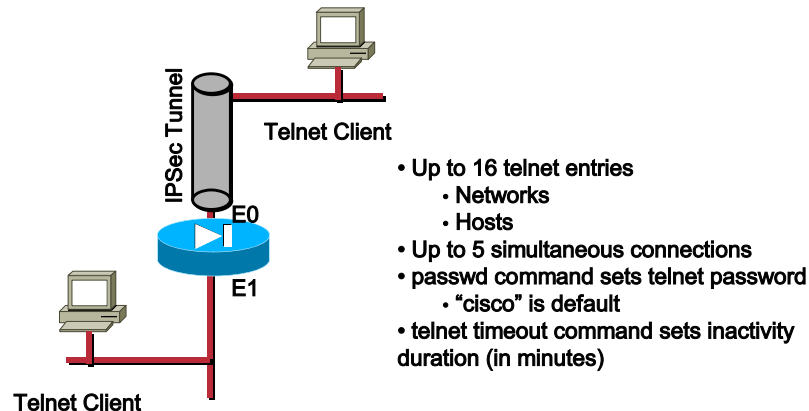 IPSec Tunnel
Telnet Client
E0
E1
Telnet Client
• Up to 16 telnet entries
• Networks
• Hosts
• Up to 5 simultaneous connections
• passwd command sets telnet password
• “cisco” is default
• telnet timeout command sets inactivity
duration (in minutes)